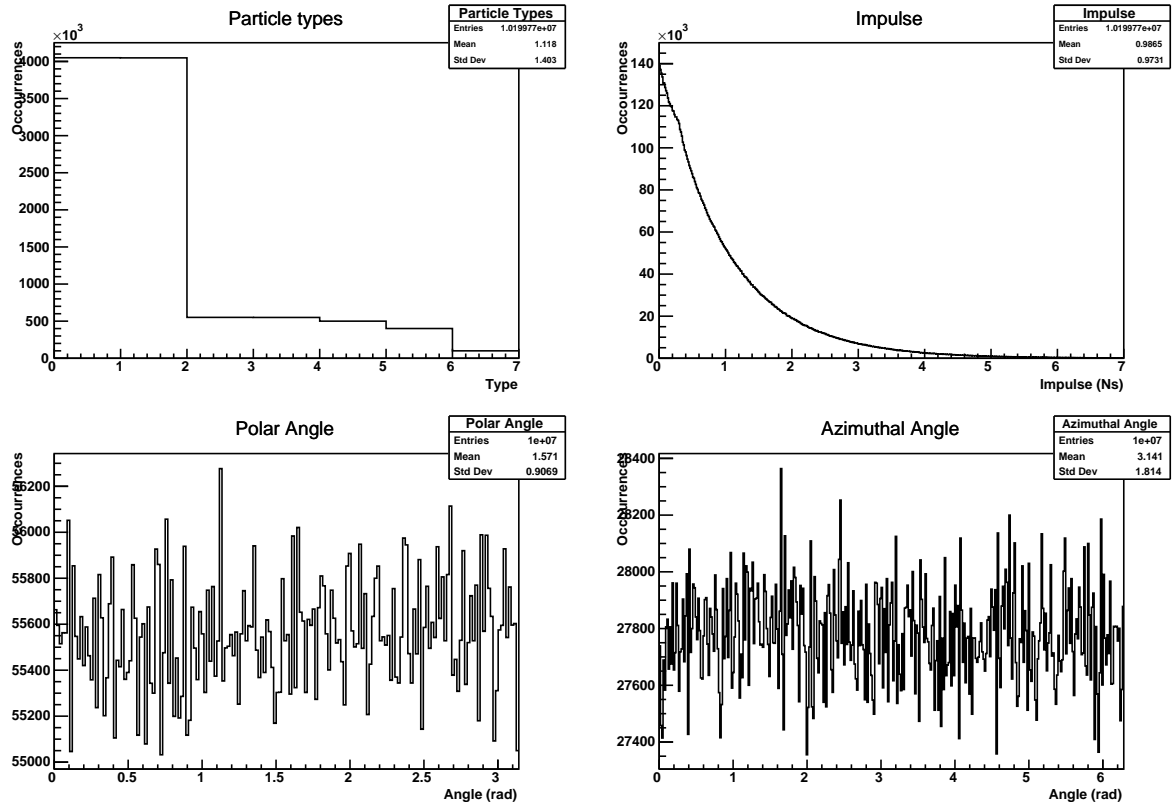 Particle types
Particle Types
Entries 1.019977e+07
Mean 1.118
Std Dev 1.403
×10³
Occourrences
4000
3500
3000
2500
2000
1500
1000
500
0
0 1 2 3 4 5 6 7
Type
Impulse
Impulse
Entries 1.019977e+07
Mean 0.9865
Std Dev 0.9731
×10³
Occourrences
140
120
100
80
60
40
20
0
0 1 2 3 4 5 6 7
Impulse (Ns)
Polar Angle
Polar Angle
Entries 1e+07
Mean 1.571
Std Dev 0.9069
Occourrences
56200
56000
55800
55600
55400
55200
55000
0 0.5 1 1.5 2 2.5 3
Angle (rad)
Azimuthal Angle
Azimuthal Angle
Entries 1e+07
Mean 3.141
Std Dev 1.814
Occourrences
28400
28200
28000
27800
27600
27400
0 1 2 3 4 5 6
Angle (rad)